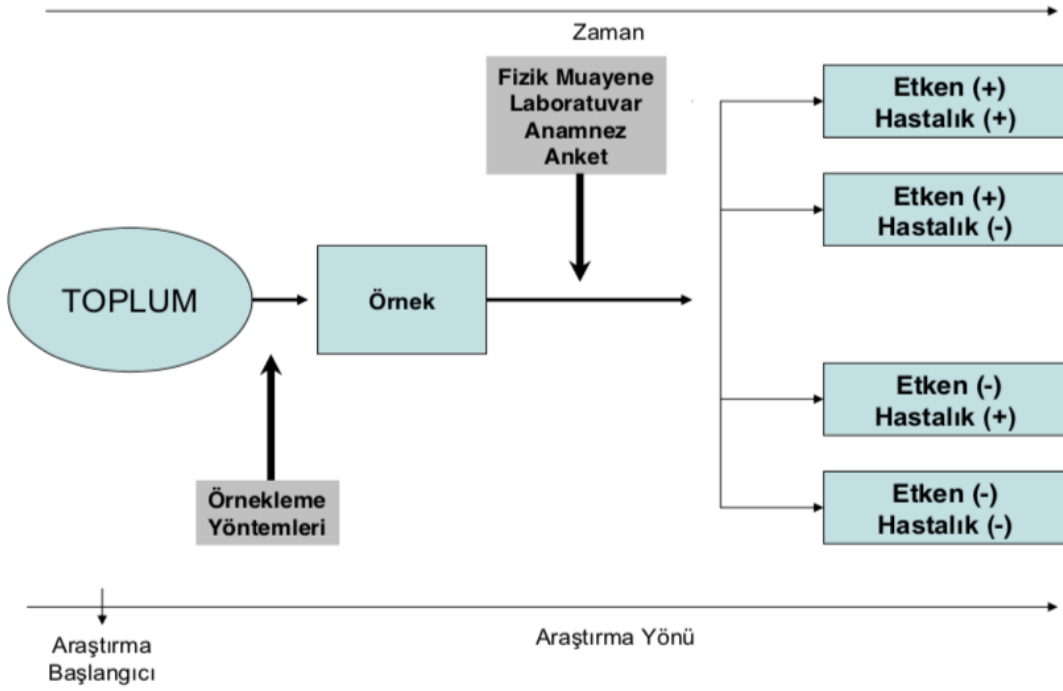 Zaman
Fizik Muayene
Laboratuvar
Anamnez
Anket
Etken (+)
Hastalık (+)
Etken (+)
Hastalık (-)
TOPLUM
Örnek
Etken (-)
Hastalık (+)
Örnekleme
Yöntemleri
Etken (-)
Hastalık (-)
Araştırma
Başlangıcı
Araştırma Yönü